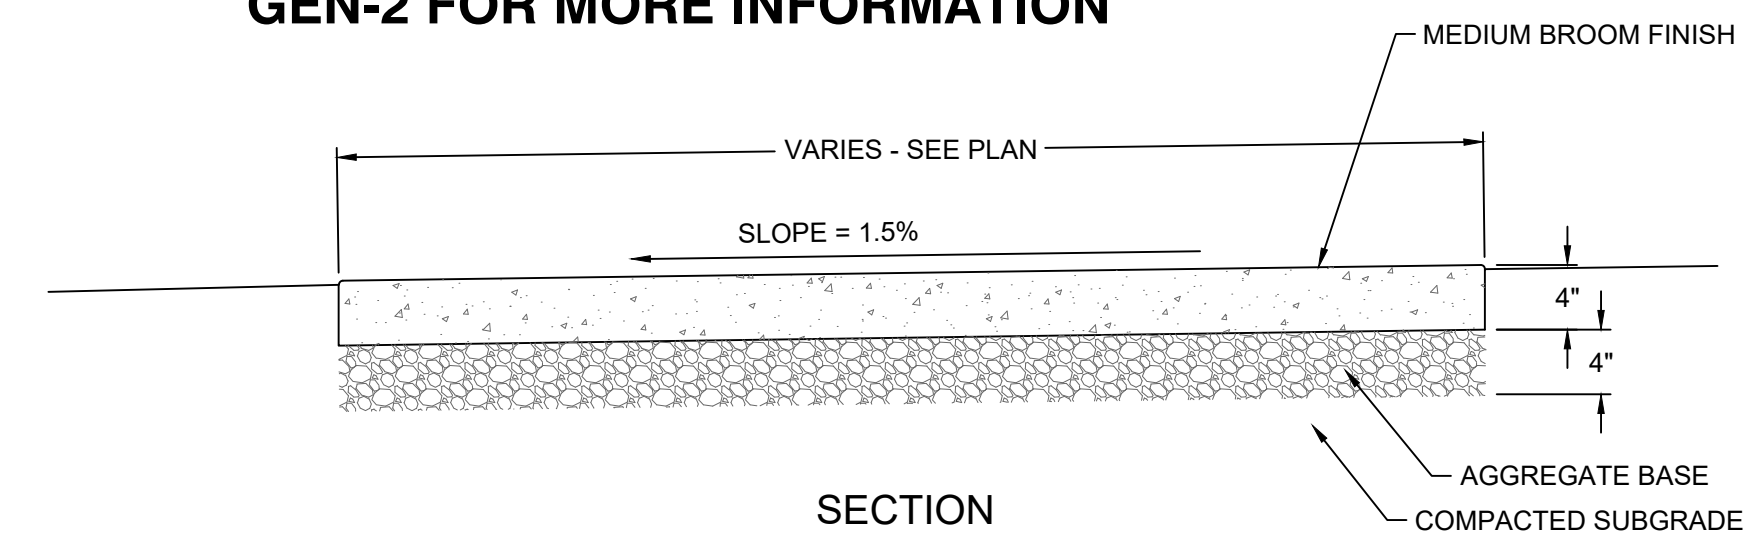 GEN-2 FOR MORE INFORMATION
MEDIUM BROOM FINISH
VARIES - SEE PLAN
SLOPE = 1.5%
4"
4"
AGGREGATE BASE
SECTION
COMPACTED SUBGRADE